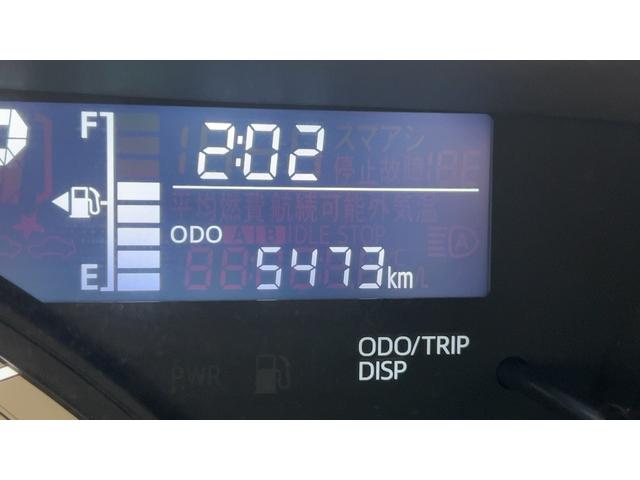 F
2:02
スマアシ
停止故障
平均燃費航続可能外気温
ODO
A B IDLE STOP
A
E
5473km
ODO/TRIP
DISP
PWR